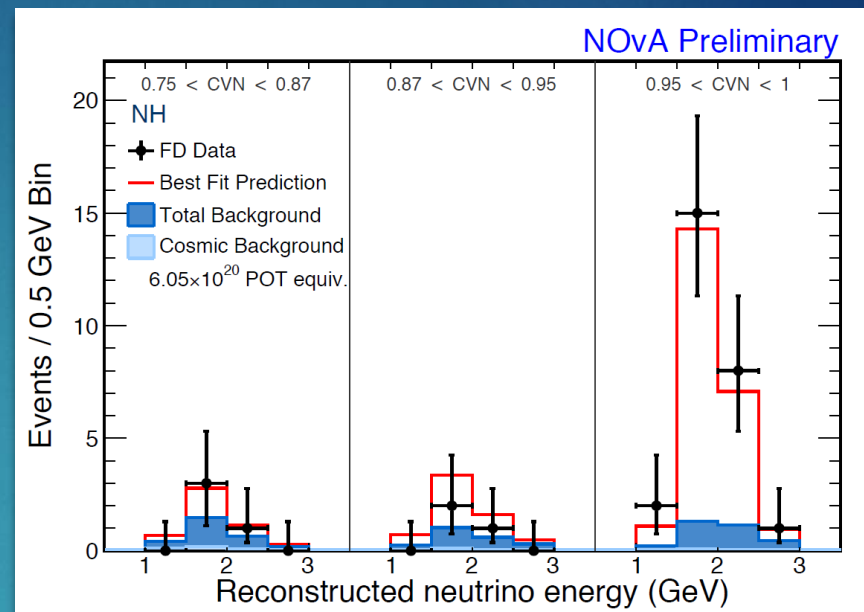 NOvA Preliminary
0.75 < CVN < 0.87
0.87 < CVN < 0.95
0.95 < CVN < 1
NH
FD Data
Best Fit Prediction
Total Background
Cosmic Background
6.05×10²⁰ POT equiv.
Events / 0.5 GeV Bin
20
15
10
5
0
1 2 3 1 2 3 1 2 3
Reconstructed neutrino energy (GeV)